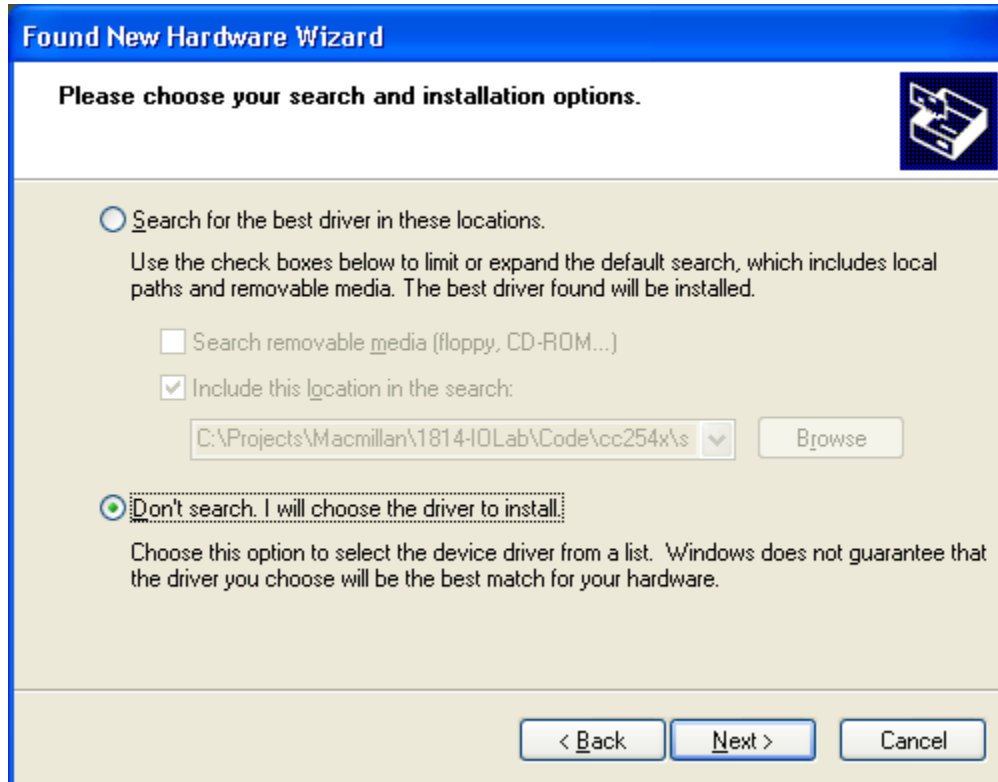 Found New Hardware Wizard
Please choose your search and installation options.
Search for the best driver in these locations.
Use the check boxes below to limit or expand the default search, which includes local
paths and removable media. The best driver found will be installed.
Search removable media (floppy, CD-ROM...)
Include this location in the search:
C:\Projects\Macmillan\1814-IOLab\Code\cc254x\s
Browse
Don't search. I will choose the driver to install.
Choose this option to select the device driver from a list. Windows does not guarantee that
the driver you choose will be the best match for your hardware.
< Back
Next >
Cancel